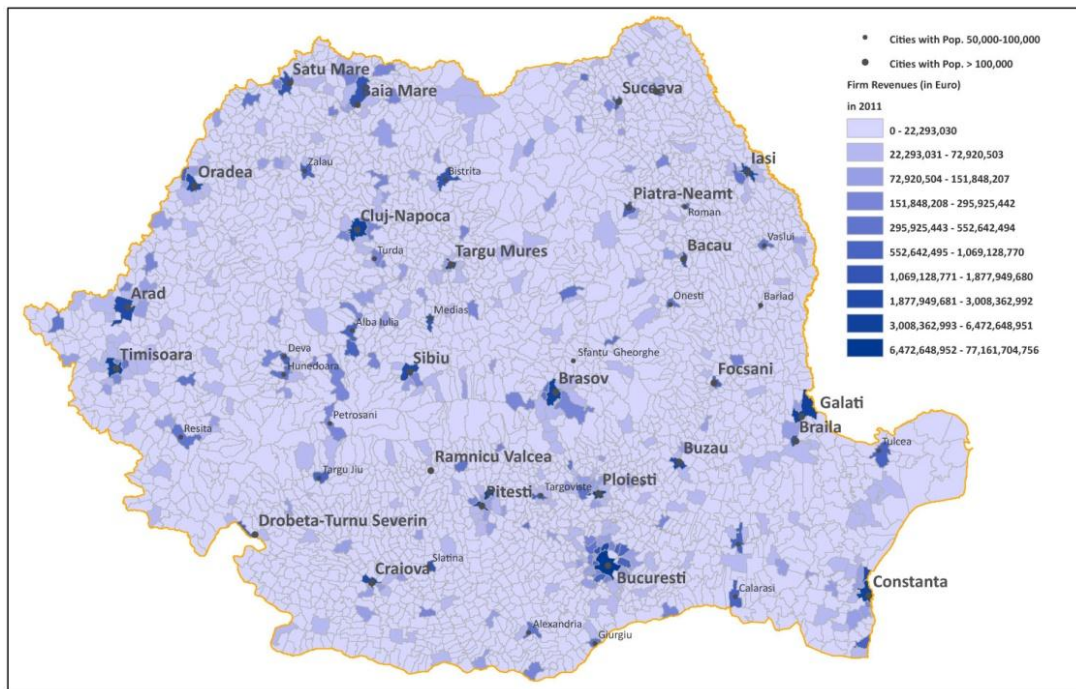 Cities with Pop. 50,000-100,000
Cities with Pop. > 100,000
Firm Revenues (in Euro)
in 2011
0 - 22,293,030
22,293,031 - 72,920,503
72,920,504 - 151,848,207
151,848,208 - 295,925,442
295,925,443 - 552,642,494
552,642,495 - 1,069,128,770
1,069,128,771 - 1,877,949,680
1,877,949,681 - 3,008,362,992
3,008,362,993 - 6,472,648,951
6,472,648,952 - 77,161,704,756
Satu Mare
Baia Mare
Suceava
Iasi
Oradea
Zalau
Bistrita
Piatra-Neamt
Roman
Cluj-Napoca
Turda
Targu Mures
Bacau
Vaslui
Arad
Alba Iulia
Medias
Onesti
Barlad
Timisoara
Deva
Hunedoara
Sibiu
Sfantu Gheorghe
Brasov
Focsani
Galati
Braila
Resita
Petrosani
Tulcea
Ramnicu Valcea
Buzau
Targu Jiu
Pitesti
Targoviste
Ploiesti
Drobeta-Turnu Severin
Slatina
Craiova
Bucuresti
Calarasi
Constanta
Alexandria
Giurgiu